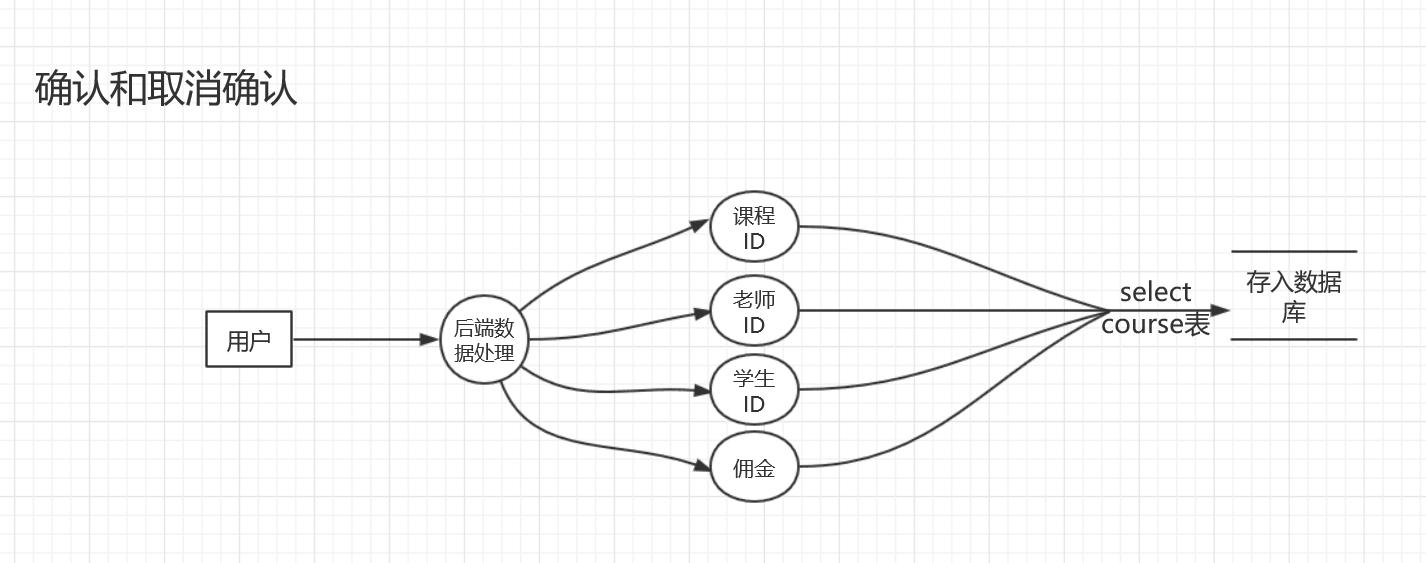 确认和取消确认
课程
ID
用户
后端数
据处理
老师
ID
学生
ID
佣金
select
course表
存入数据
库